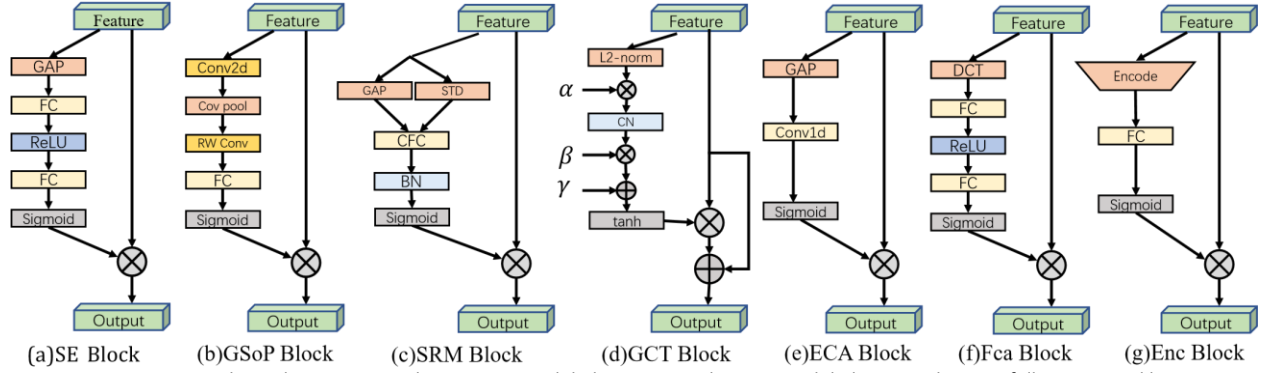 Feature
GAP
FC
ReLU
FC
Sigmoid
Output
(a)SE Block
Feature
Conv2d
Cov pool
RW Conv
FC
Sigmoid
Output
(b)GSoP Block
Feature
GAP STD
CFC
BN
Sigmoid
Output
(c)SRM Block
Feature
L2-norm
α
CN
β
γ
tanh
Output
(d)GCT Block
Feature
GAP
Conv1d
Sigmoid
Output
(e)ECA Block
Feature
DCT
FC
ReLU
FC
Sigmoid
Output
(f)Fca Block
Feature
Encode
FC
Sigmoid
Output
(g)Enc Block